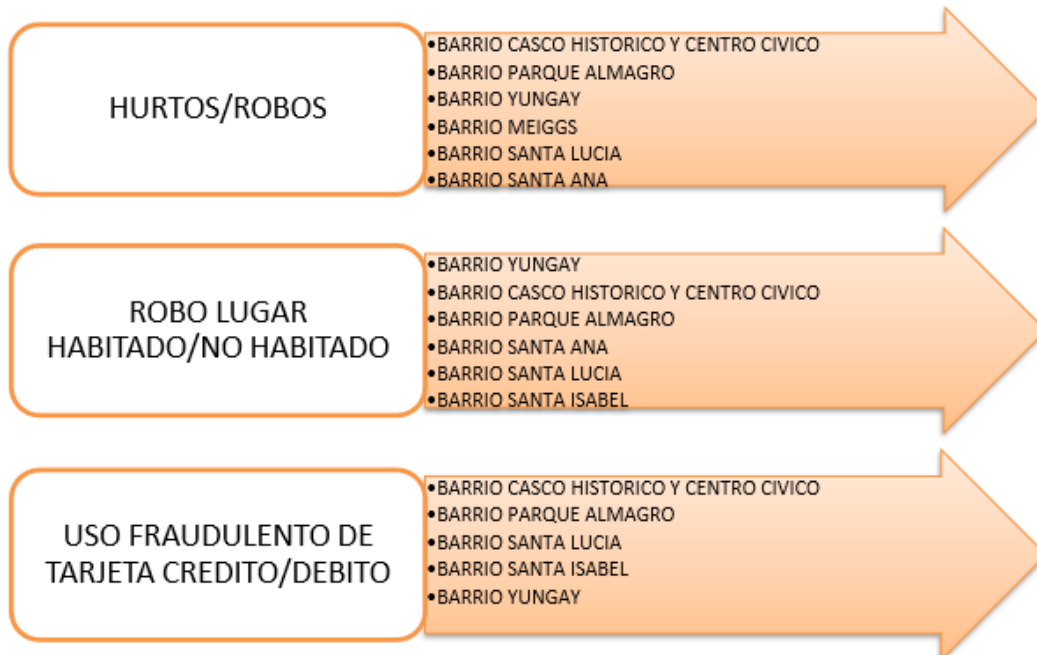 HURTOS/ROBOS
•BARRIO CASCO HISTORICO Y CENTRO CIVICO
•BARRIO PARQUE ALMAGRO
•BARRIO YUNGAY
•BARRIO MEIGGS
•BARRIO SANTA LUCIA
•BARRIO SANTA ANA
ROBO LUGAR
HABITADO/NO HABITADO
•BARRIO YUNGAY
•BARRIO CASCO HISTORICO Y CENTRO CIVICO
•BARRIO PARQUE ALMAGRO
•BARRIO SANTA ANA
•BARRIO SANTA LUCIA
•BARRIO SANTA ISABEL
USO FRAUDULENTO DE
TARJETA CREDITO/DEBITO
•BARRIO CASCO HISTORICO Y CENTRO CIVICO
•BARRIO PARQUE ALMAGRO
•BARRIO SANTA LUCIA
•BARRIO SANTA ISABEL
•BARRIO YUNGAY